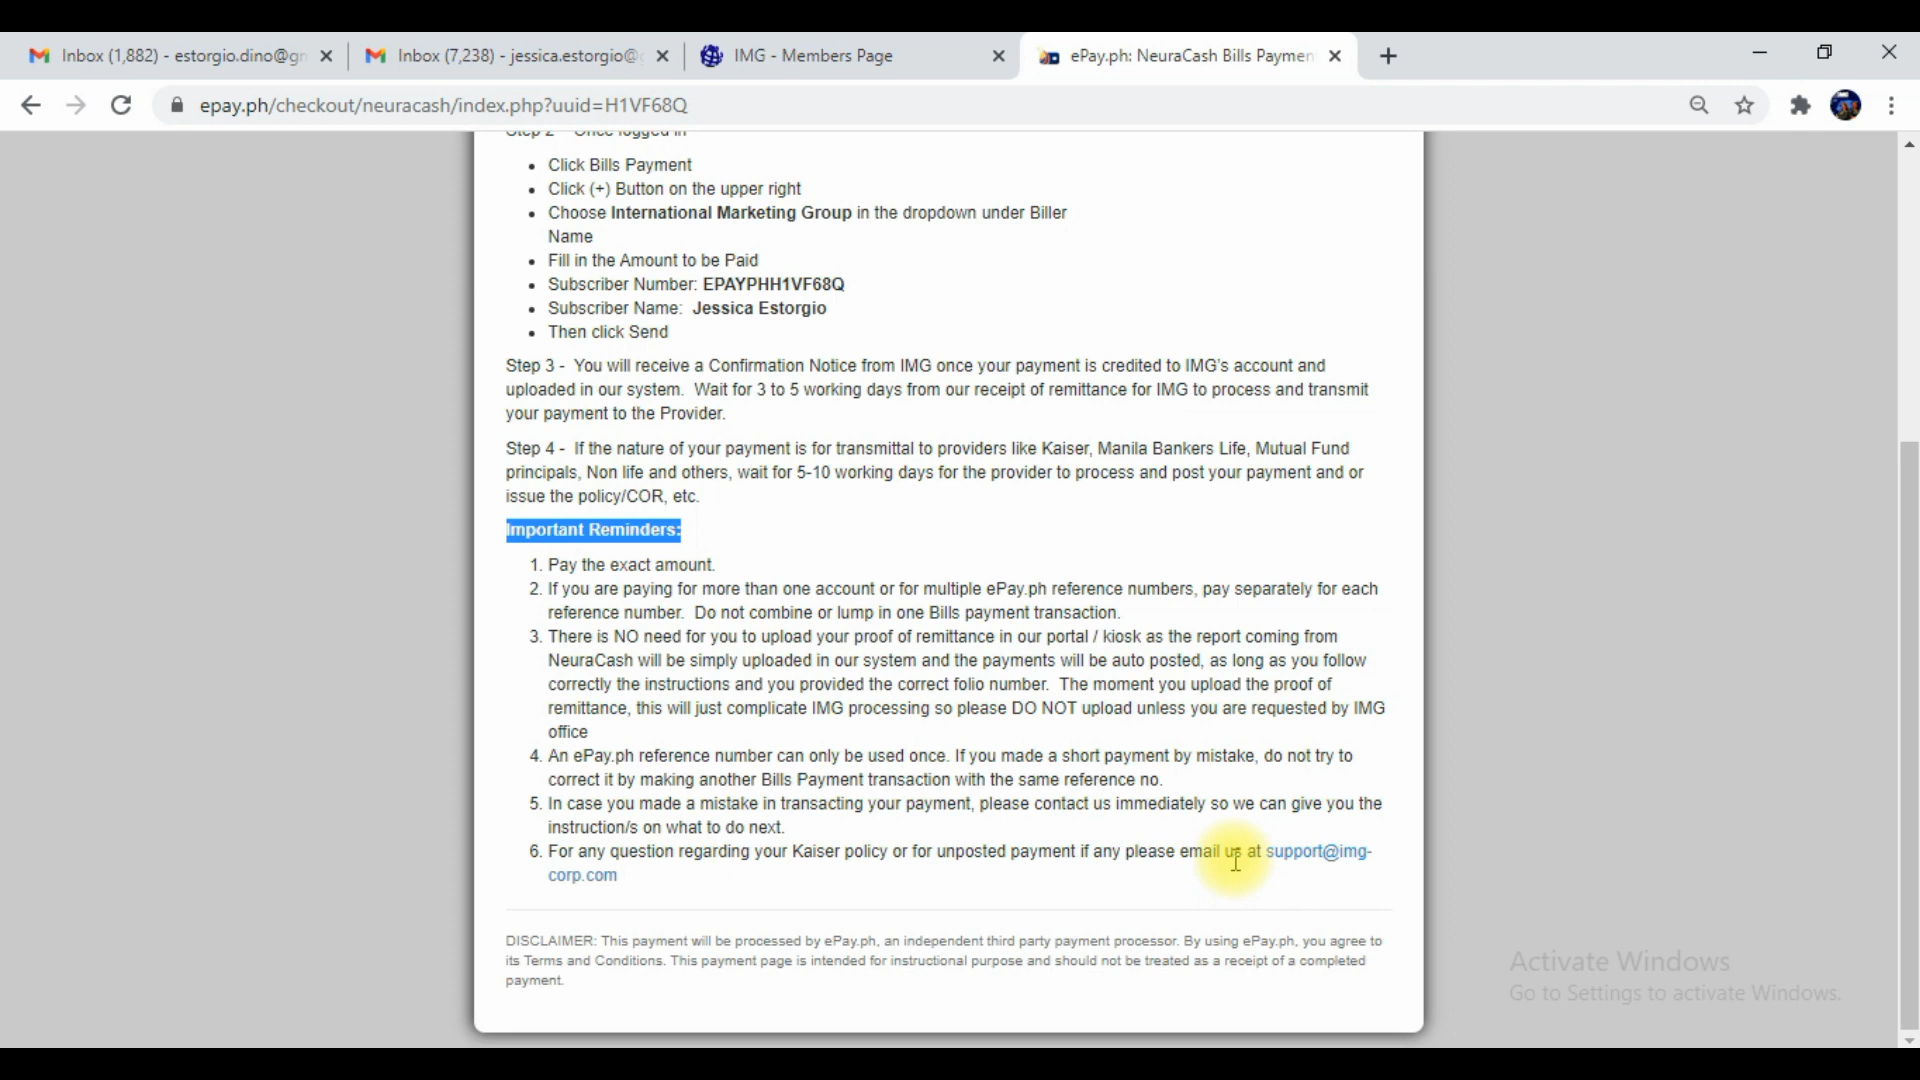 Inbox (1,882) - estorgio.dino@gm
Inbox (7,238) - jessica.estorgio@g
IMG - Members Page
ePay.ph: NeuraCash Bills Paymen
epay.ph/checkout/neuracash/index.php?uuid=H1VF68Q
Step 2 - Once logged in
• Click Bills Payment
• Click (+) Button on the upper right
• Choose International Marketing Group in the dropdown under Biller
Name
• Fill in the Amount to be Paid
• Subscriber Number: EPAYPHH1VF68Q
• Subscriber Name: Jessica Estorgio
• Then click Send
Step 3 - You will receive a Confirmation Notice from IMG once your payment is credited to IMG's account and
uploaded in our system. Wait for 3 to 5 working days from our receipt of remittance for IMG to process and transmit
your payment to the Provider.
Step 4 - If the nature of your payment is for transmittal to providers like Kaiser, Manila Bankers Life, Mutual Fund
principals, Non life and others, wait for 5-10 working days for the provider to process and post your payment and or
issue the policy/COR, etc.
Important Reminders:
1. Pay the exact amount.
2. If you are paying for more than one account or for multiple ePay.ph reference numbers, pay separately for each
reference number. Do not combine or lump in one Bills payment transaction.
3. There is NO need for you to upload your proof of remittance in our portal / kiosk as the report coming from
NeuraCash will be simply uploaded in our system and the payments will be auto posted, as long as you follow
correctly the instructions and you provided the correct folio number. The moment you upload the proof of
remittance, this will just complicate IMG processing so please DO NOT upload unless you are requested by IMG
office
4. An ePay.ph reference number can only be used once. If you made a short payment by mistake, do not try to
correct it by making another Bills Payment transaction with the same reference no.
5. In case you made a mistake in transacting your payment, please contact us immediately so we can give you the
instruction/s on what to do next.
6. For any question regarding your Kaiser policy or for unposted payment if any please email us at support@img-
corp.com
DISCLAIMER: This payment will be processed by ePay.ph, an independent third party payment processor. By using ePay.ph, you agree to
its Terms and Conditions. This payment page is intended for instructional purpose and should not be treated as a receipt of a completed
payment.
Activate Windows
Go to Settings to activate Windows.